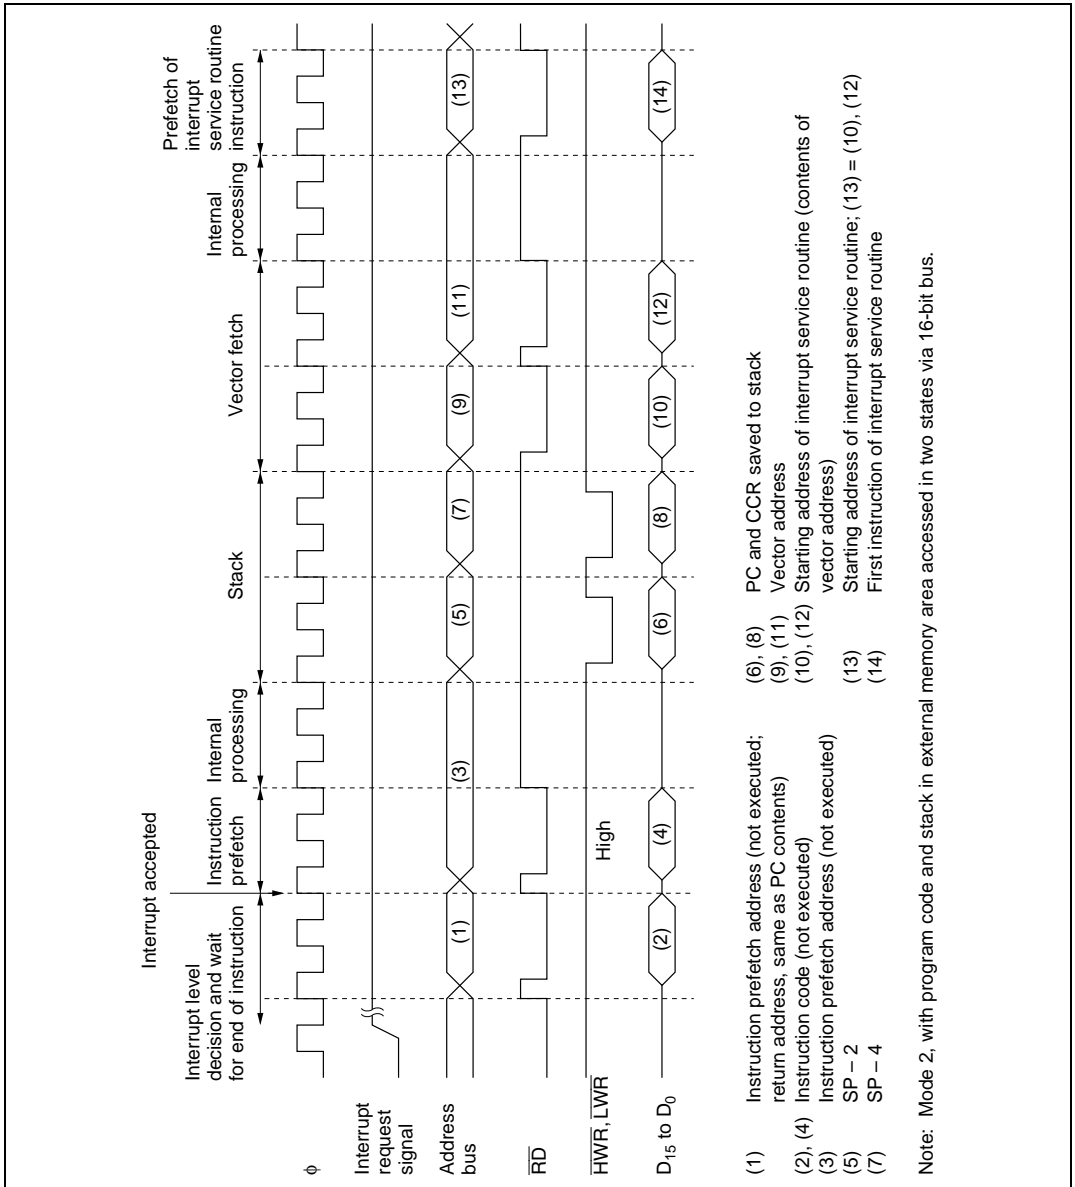 Interrupt accepted
Interrupt level
decision and wait
for end of instruction
Instruction
prefetch
Internal
processing
Stack
Vector fetch
Internal
processing
Prefetch of
interrupt
service routine
instruction
φ
Interrupt
request
signal
Address
bus
(1)
(3)
(5)
(7)
(9)
(11)
(13)
RD
HWR, LWR
High
D15 to D0
(2)
(4)
(6)
(8)
(10)
(12)
(14)
(1) Instruction prefetch address (not executed;
return address, same as PC contents)
(2), (4) Instruction code (not executed)
(3) Instruction prefetch address (not executed)
(5) SP – 2
(7) SP – 4
(6), (8) PC and CCR saved to stack
(9), (11) Vector address
(10), (12) Starting address of interrupt service routine (contents of
vector address)
(13) Starting address of interrupt service routine; (13) = (10), (12)
(14) First instruction of interrupt service routine
Note: Mode 2, with program code and stack in external memory area accessed in two states via 16-bit bus.